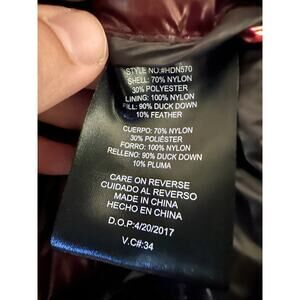 STYLE NO:#HDN570
SHELL: 70% NYLON
30% POLYESTER
LINING: 100% NYLON
FILL: 90% DUCK DOWN
10% FEATHER
CUERPO: 70% NYLON
30% POLIÉSTER
FORRO: 100% NYLON
RELLENO: 90% DUCK DOWN
10% PLUMA
CARE ON REVERSE
CUIDADO AL REVERSO
MADE IN CHINA
HECHO EN CHINA
D.O.P:4/20/2017
V.C#:34